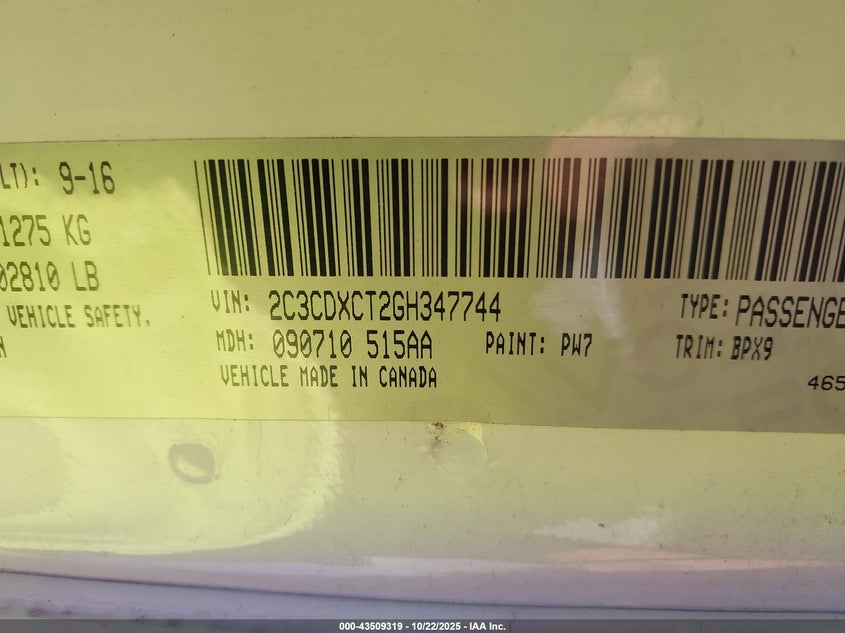 LT): 9-16
1275 KG
02810 LB
VEHICLE SAFETY,
N
VIN: 2C3CDXCT2GH347744
TYPE: PASSENGE
MDH: 090710 515AA
PAINT: PW7
TRIM: BPX9
VEHICLE MADE IN CANADA
465
000-43509319 - 10/22/2025 - IAA Inc.